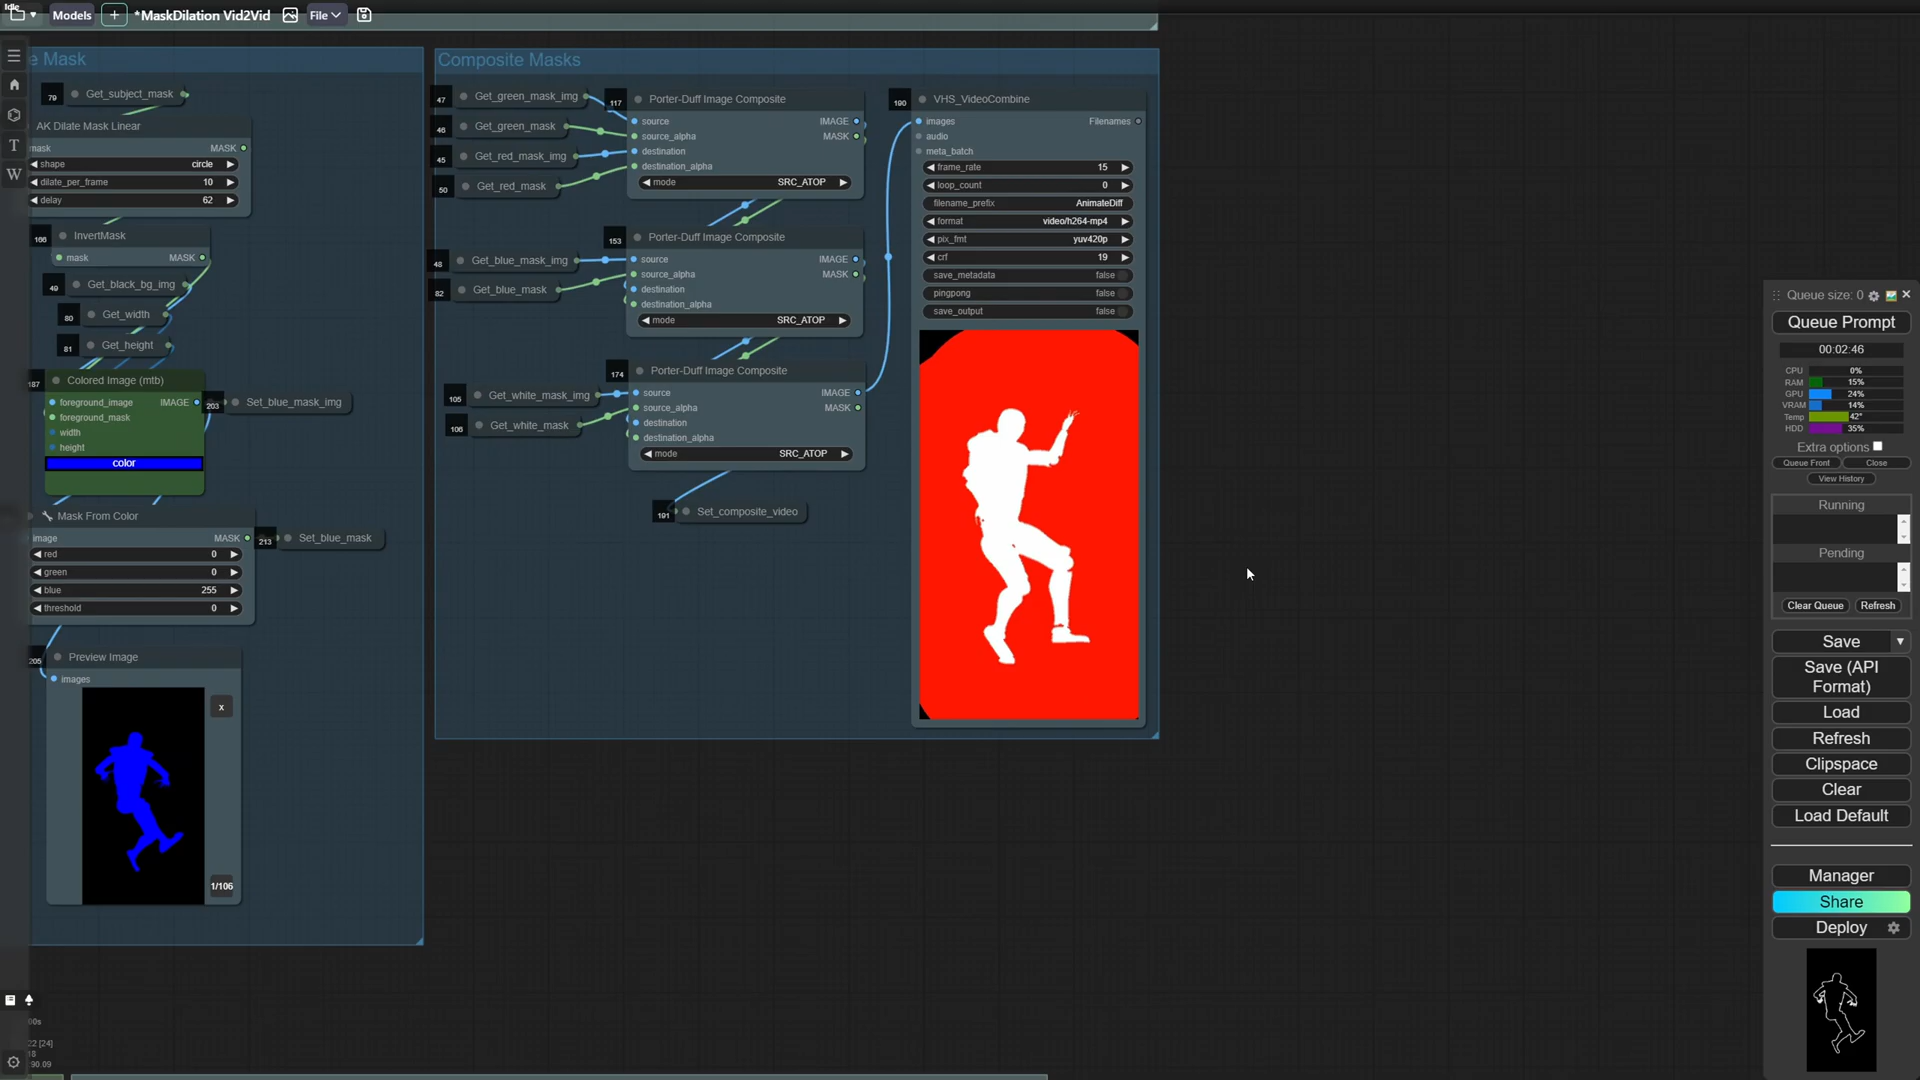 Idle
Models
+
*MaskDilation Vid2Vid
File
e Mask
79
Get_subject_mask
AK Dilate Mask Linear
mask
MASK
shape
circle
dilate_per_frame
10
delay
62
InvertMask
mask
MASK
49
Get_black_bg_img
80
Get_width
81
Get_height
187
Colored Image (mtb)
foreground_image
IMAGE
foreground_mask
width
height
color
203
Set_blue_mask_img
Mask From Color
image
MASK
red
0
green
0
blue
255
threshold
0
213
Set_blue_mask
205
Preview Image
images
x
1/106
Composite Masks
47
Get_green_mask_img
46
Get_green_mask
45
Get_red_mask_img
50
Get_red_mask
117
Porter-Duff Image Composite
source
IMAGE
source_alpha
MASK
destination
destination_alpha
mode
SRC_ATOP
48
Get_blue_mask_img
82
Get_blue_mask
153
Porter-Duff Image Composite
source
IMAGE
source_alpha
MASK
destination
destination_alpha
mode
SRC_ATOP
105
Get_white_mask_img
Get_white_mask
174
Porter-Duff Image Composite
source
IMAGE
source_alpha
MASK
destination
destination_alpha
mode
SRC_ATOP
191
Set_composite_video
190
VHS_VideoCombine
images
Filenames
audio
meta_batch
frame_rate
15
loop_count
0
filename_prefix
AnimateDiff
format
video/h264-mp4
pix_fmt
yuv420p
crf
19
save_metadata
false
pingpong
false
save_output
false
Queue size: 0
Queue Prompt
00:02:46
CPU
0%
RAM
15%
GPU
24%
VRAM
14%
Temp
42°
HDD
35%
Extra options
Queue Front
Close
View History
Running
Pending
Clear Queue
Refresh
Save
Save (API
Format)
Load
Refresh
Clipspace
Clear
Load Default
Manager
Share
Deploy
T
W
00s
22 [24]
18
90.09